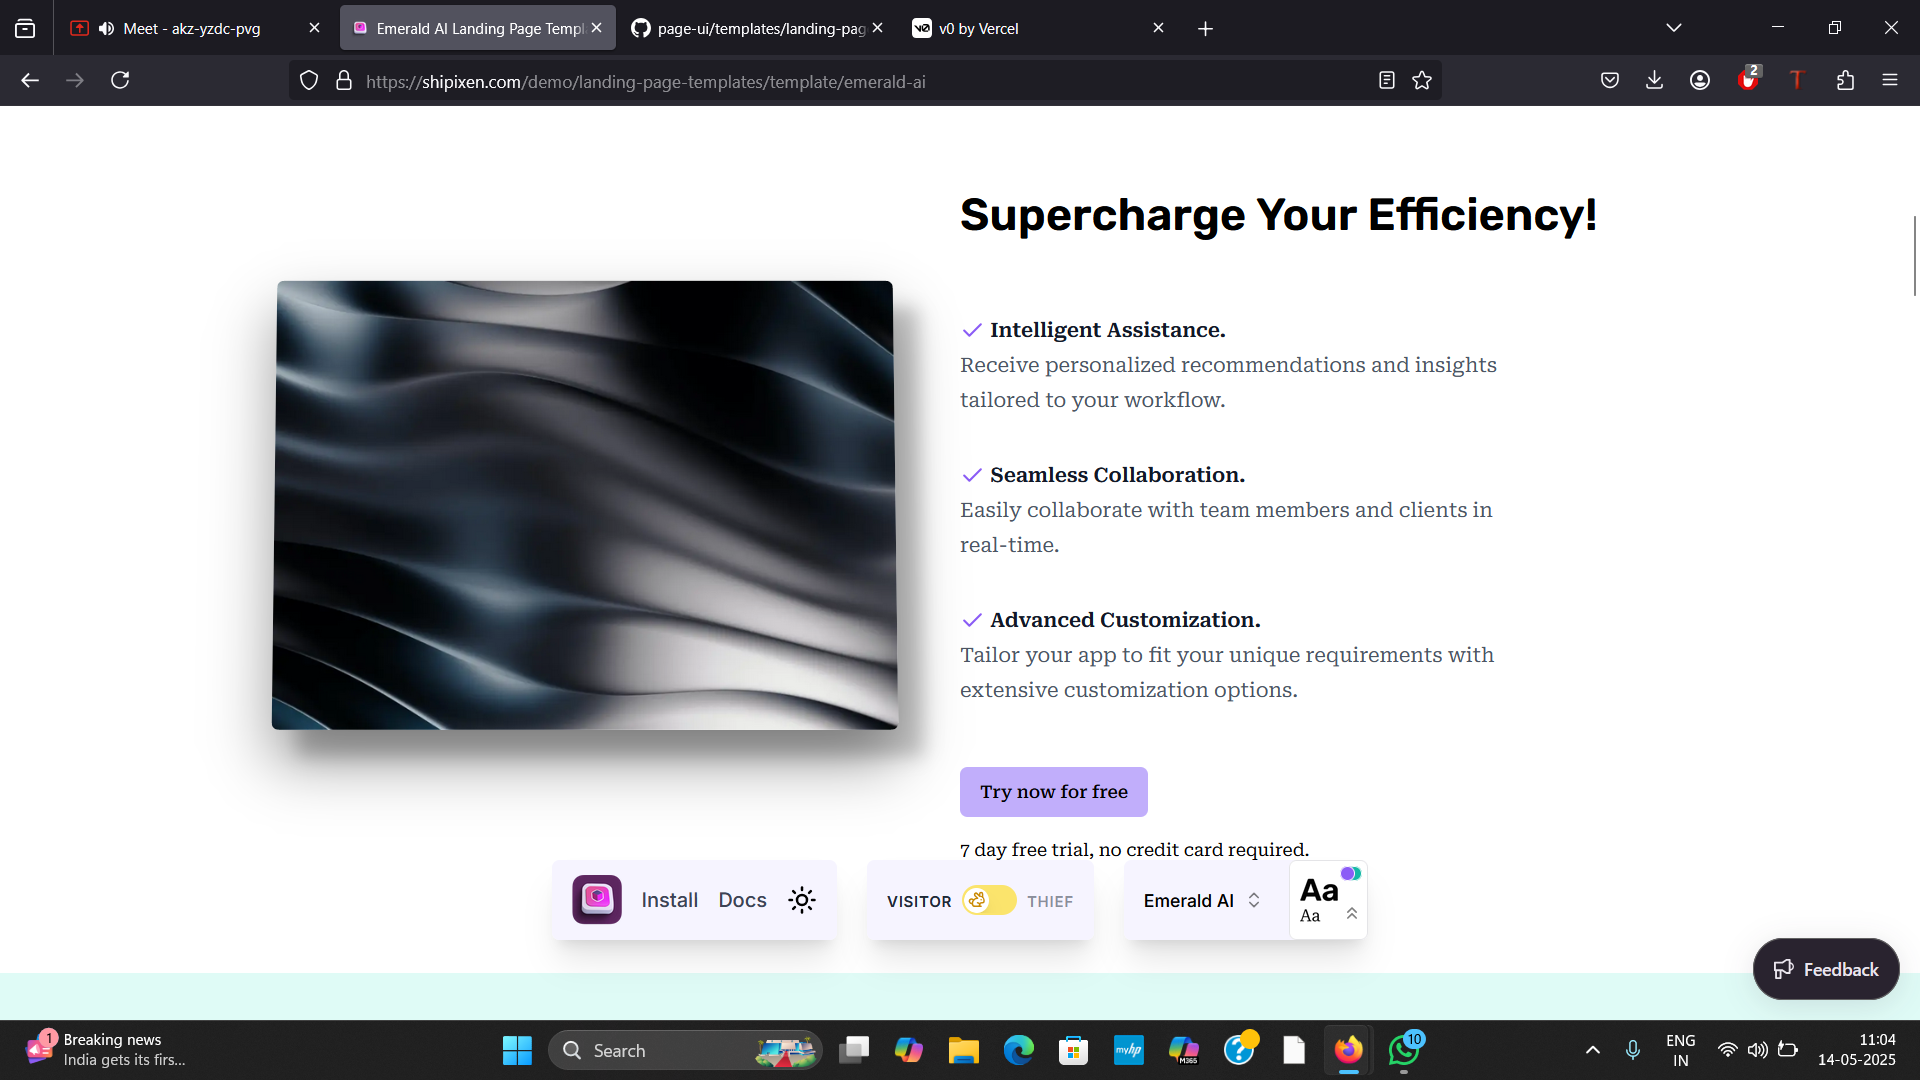 Meet - akz-yzdc-pvg
Emerald AI Landing Page Templ
page-ui/templates/landing-pag
v0 by Vercel
https://shipixen.com/demo/landing-page-templates/template/emerald-ai
2
Supercharge Your Efficiency!
Intelligent Assistance.
Receive personalized recommendations and insights
tailored to your workflow.
Seamless Collaboration.
Easily collaborate with team members and clients in
real-time.
Advanced Customization.
Tailor your app to fit your unique requirements with
extensive customization options.
Try now for free
7 day free trial, no credit card required.
Install
Docs
VISITOR
THIEF
Emerald AI
Aa
Aa
Feedback
1
Breaking news
India gets its firs...
Search
myhp
M365
10
ENG
IN
11:04
14-05-2025